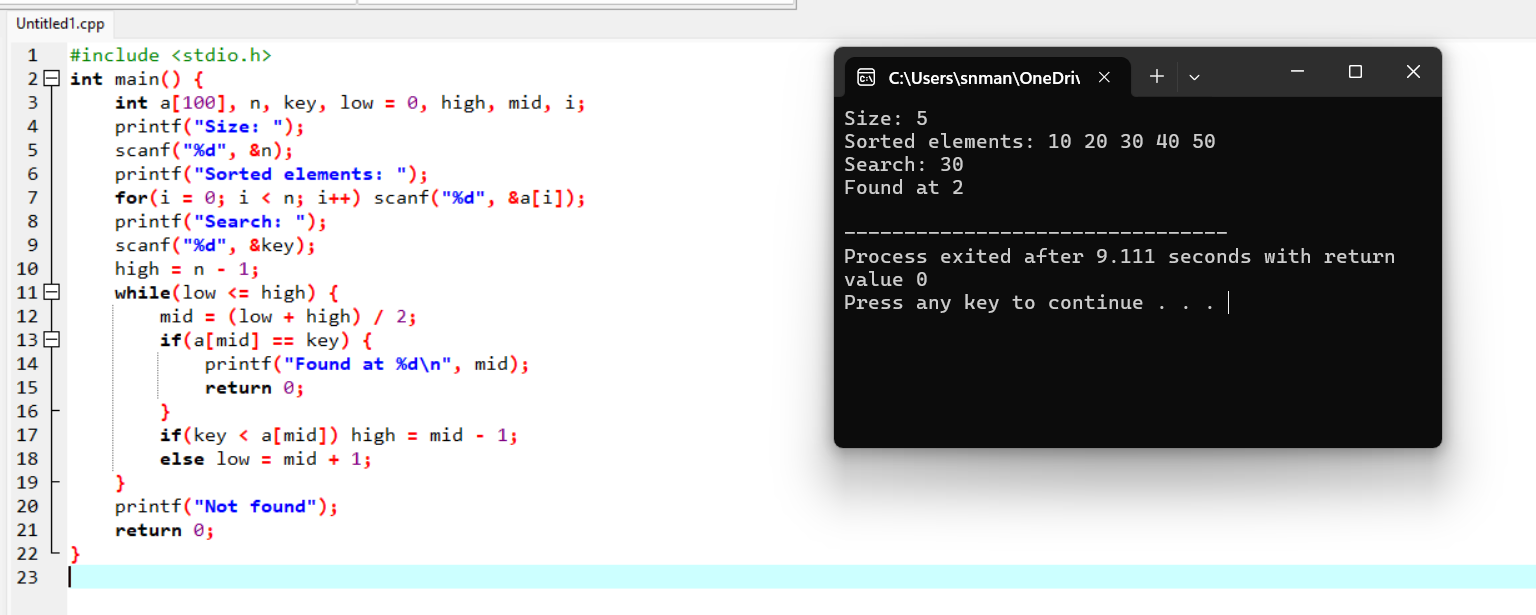 Untitled1.cpp
1 #include <stdio.h>
2 int main() {
3     int a[100], n, key, low = 0, high, mid, i;
4     printf("Size: ");
5     scanf("%d", &n);
6     printf("Sorted elements: ");
7     for(i = 0; i < n; i++) scanf("%d", &a[i]);
8     printf("Search: ");
9     scanf("%d", &key);
10     high = n - 1;
11     while(low <= high) {
12         mid = (low + high) / 2;
13         if(a[mid] == key) {
14             printf("Found at %d\n", mid);
15             return 0;
16         }
17         if(key < a[mid]) high = mid - 1;
18         else low = mid + 1;
19     }
20     printf("Not found");
21     return 0;
22 }
23
C:\Users\snman\OneDri
Size: 5
Sorted elements: 10 20 30 40 50
Search: 30
Found at 2
--------------------------------
Process exited after 9.111 seconds with return
value 0
Press any key to continue . . .